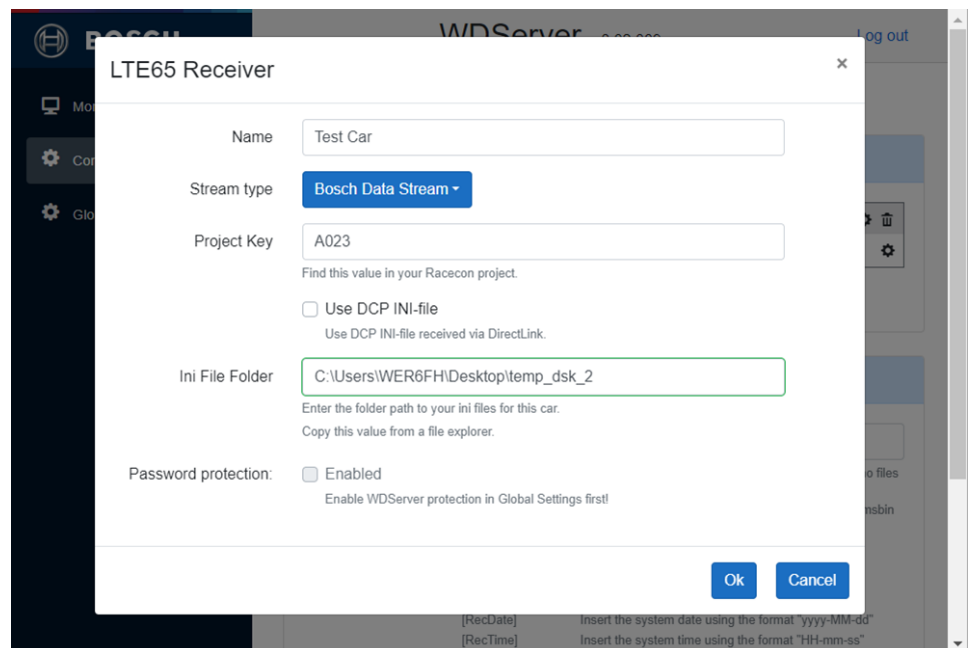 WDServer
Log out
LTE65 Receiver
×
Name
Test Car
Stream type
Bosch Data Stream
Project Key
A023
Find this value in your Racecon project.
Use DCP INI-file
Use DCP INI-file received via DirectLink.
Ini File Folder
C:\Users\WER6FH\Desktop\temp_dsk_2
Enter the folder path to your ini files for this car.
Copy this value from a file explorer.
Password protection:
Enabled
Enable WDServer protection in Global Settings first!
files
Ok
Cancel
[RecDate] Insert the system date using the format "yyyy-MM-dd"
[RecTime] Insert the system time using the format "HH-mm-ss"